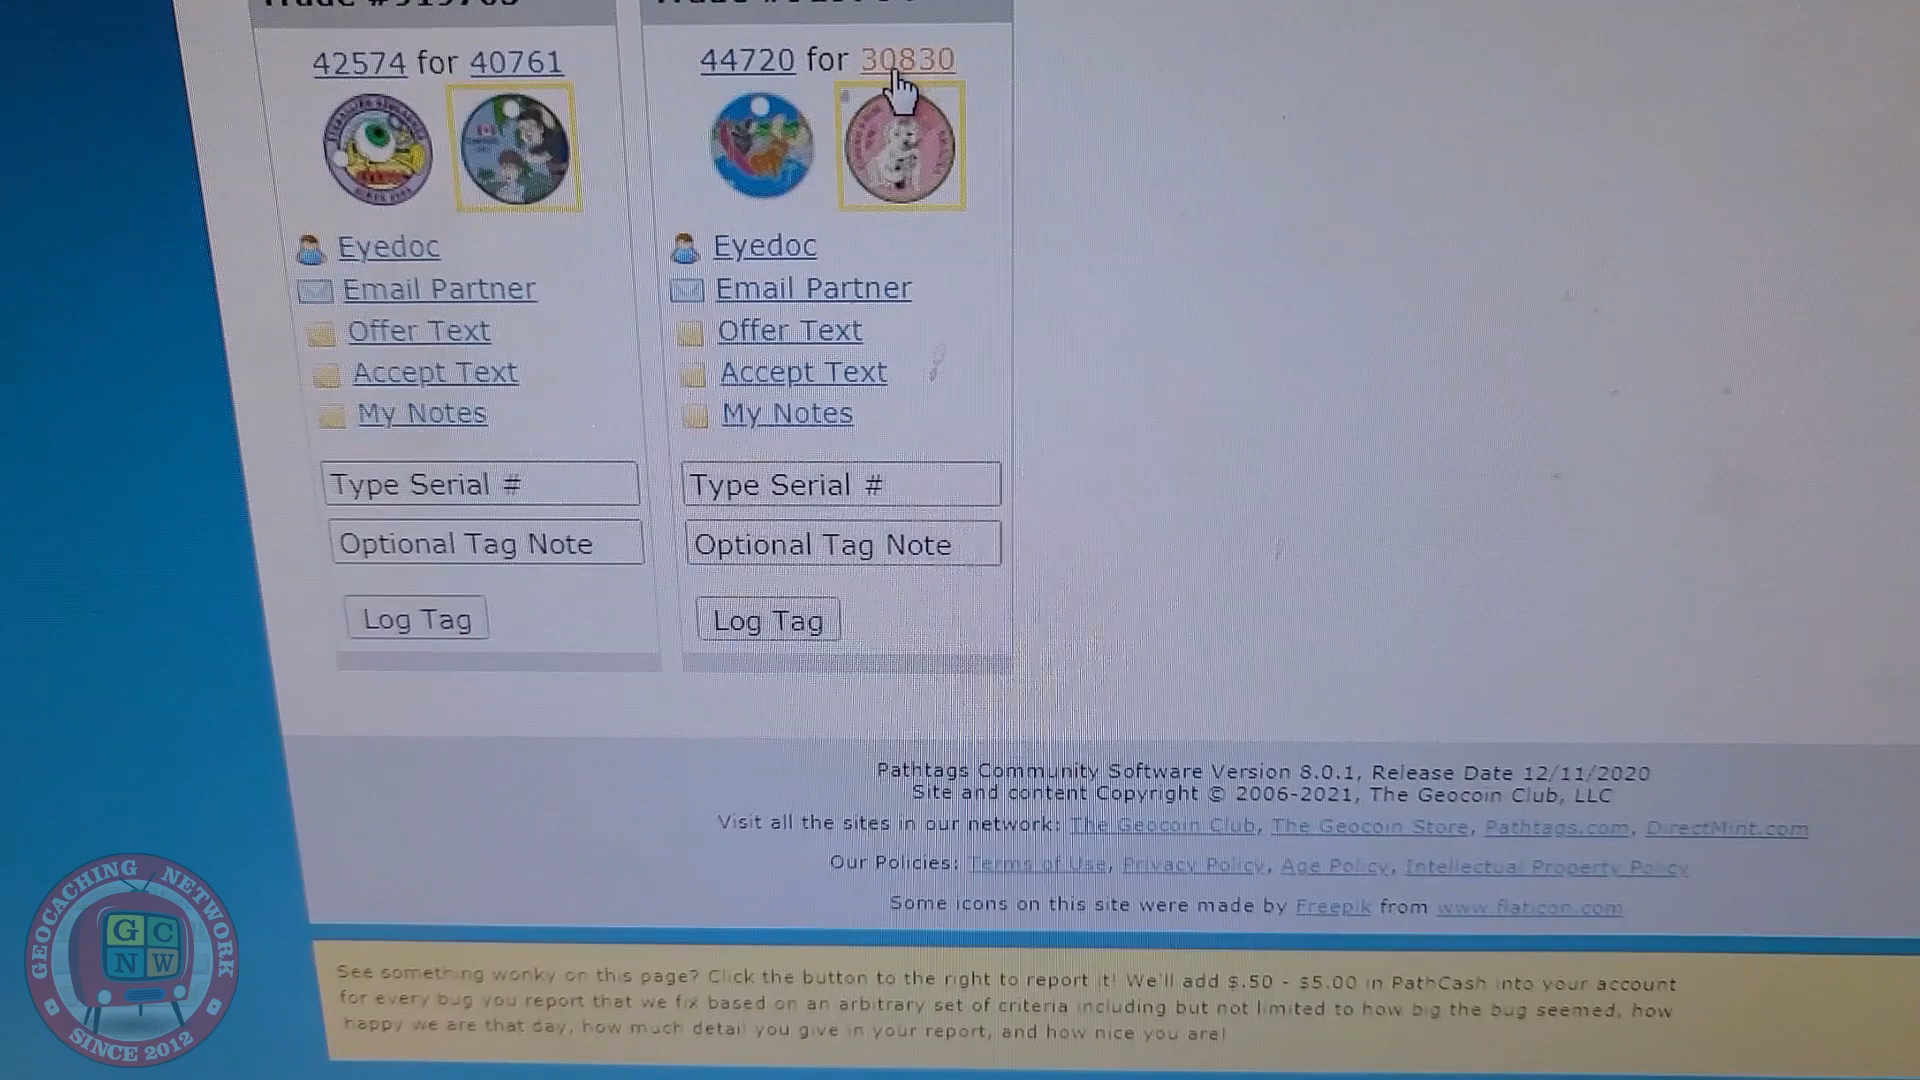 42574 for 40761
44720 for 30830
Eyedoc
Eyedoc
Email Partner
Email Partner
Offer Text
Offer Text
Accept Text
Accept Text
My Notes
My Notes
Type Serial #
Type Serial #
Optional Tag Note
Optional Tag Note
Log Tag
Log Tag
Pathtags Community Software Version 8.0.1, Release Date 12/11/2020
Site and content Copyright © 2006-2021, The Geocoin Club, LLC
Visit all the sites in our network: The Geocoin Club, The Geocoin Store, Pathtags.com, DirectMint.com
Our Policies: Terms of Use, Privacy Policy, Age Policy, Intellectual Property Policy
Some icons on this site were made by Freepik from www.flaticon.com
See something wonky on this page? Click the button to the right to report it! We'll add $.50 - $5.00 in PathCash into your account
for every bug you report that we fix based on an arbitrary set of criteria including but not limited to how big the bug seemed, how
happy we are that day, how much detail you give in your report, and how nice you are!
GEOCACHING NETWORK
GC
NW
SINCE 2012